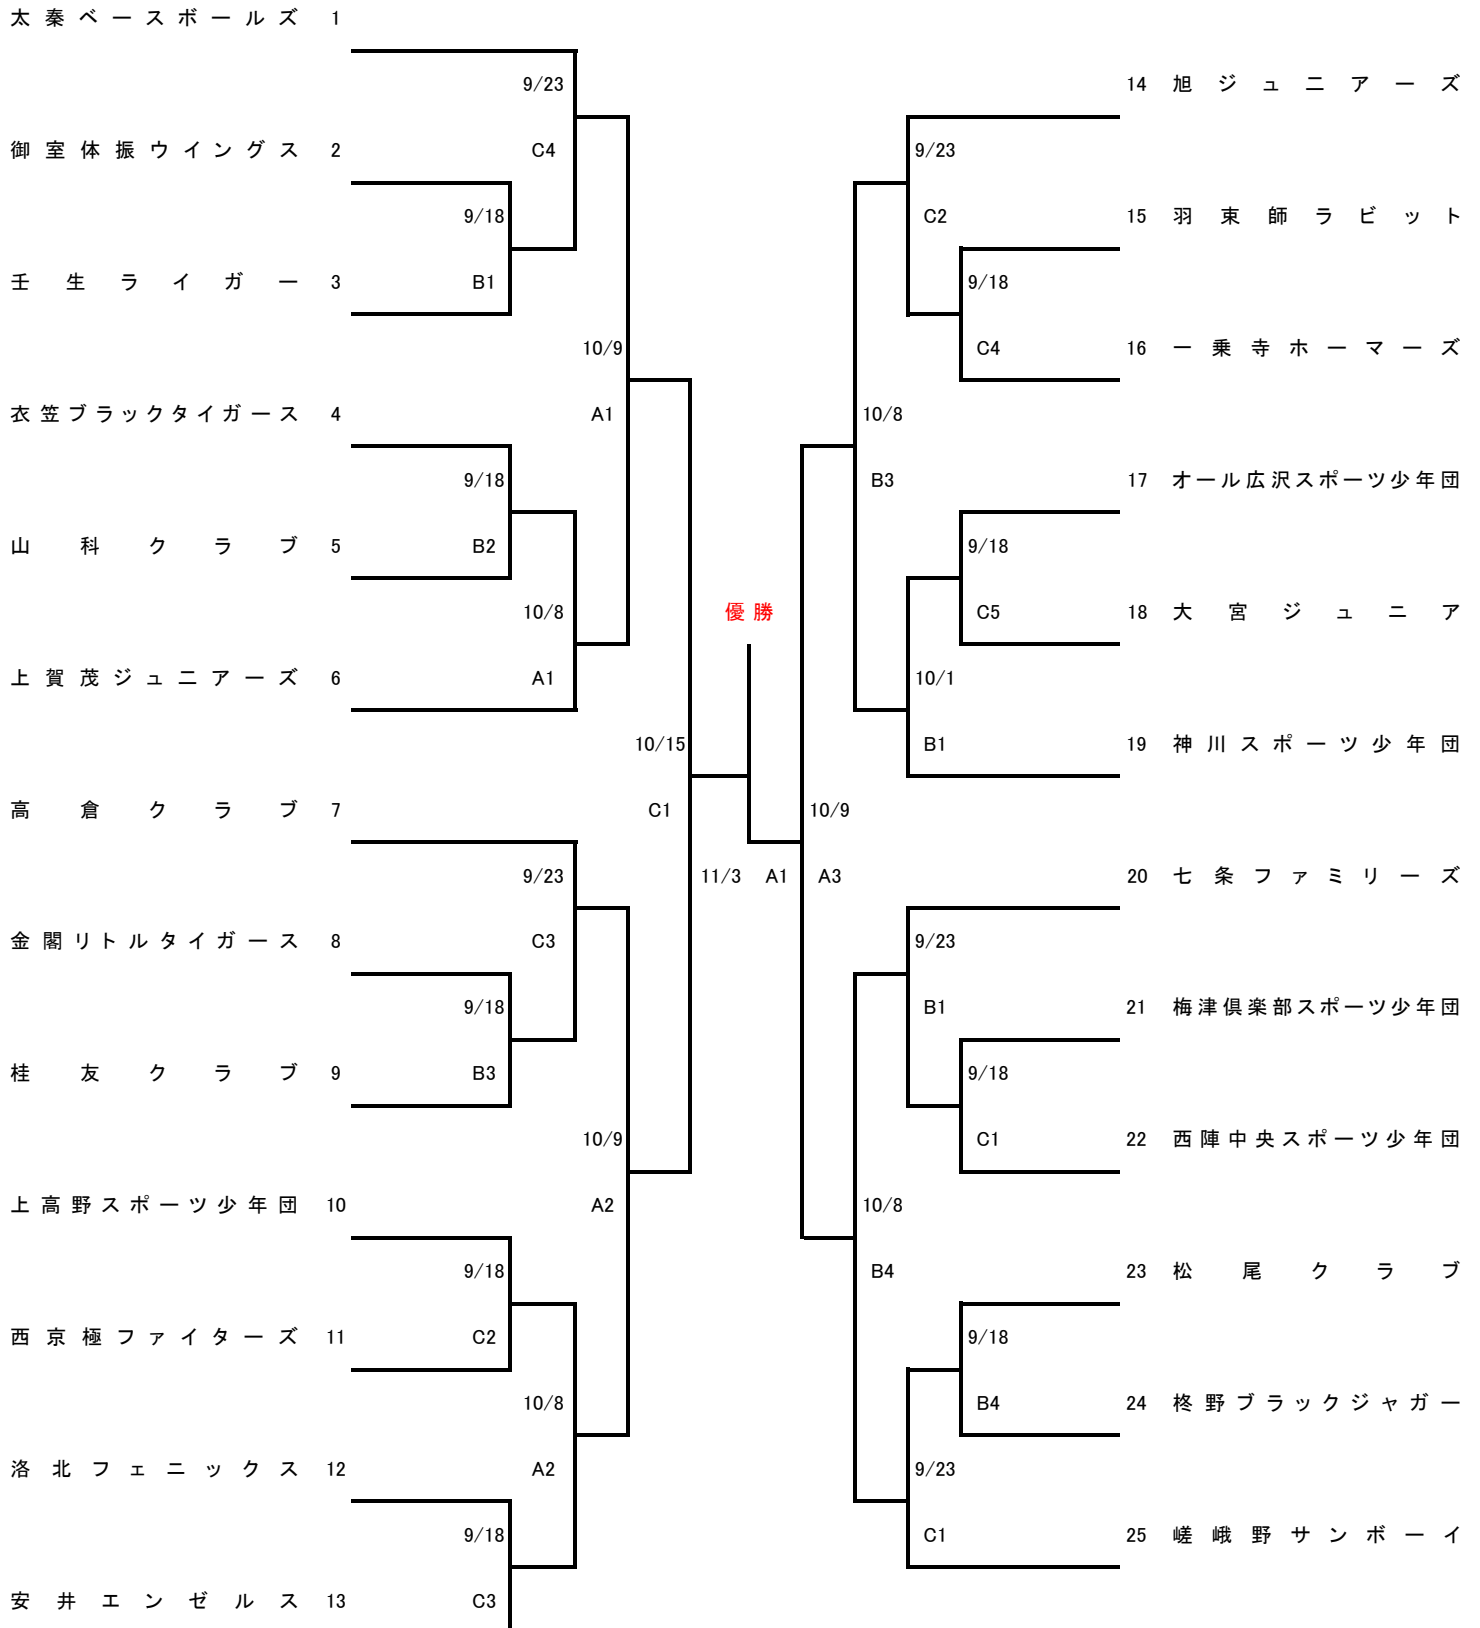 太秦ベースボールズ 1
9/23
14 旭ジュニアーズ
御室体振ウイングス 2
C4
9/23
9/18
C2
15 羽束師ラビット
壬生ライガー 3
B1
9/18
10/9
C4
16 一乗寺ホーマーズ
衣笠ブラックタイガース 4
A1
10/8
9/18
B3
17 オール広沢スポーツ少年団
山科クラブ 5
B2
9/18
10/8
優勝
C5
18 大宮ジュニア
上賀茂ジュニアーズ 6
A1
10/1
10/15
B1
19 神川スポーツ少年団
高倉クラブ 7
C1
10/9
9/23
11/3 A1 A3
20 七条ファミリーズ
金閣リトルタイガース 8
C3
9/23
9/18
B1
21 梅津倶楽部スポーツ少年団
桂友クラブ 9
B3
9/18
10/9
C1
22 西陣中央スポーツ少年団
上高野スポーツ少年団 10
A2
10/8
9/18
B4
23 松尾クラブ
西京極ファイターズ 11
C2
9/18
10/8
B4
24 柊野ブラックジャガー
洛北フェニックス 12
A2
9/23
9/18
C1
25 嵯峨野サンボーイ
安井エンゼルス 13
C3